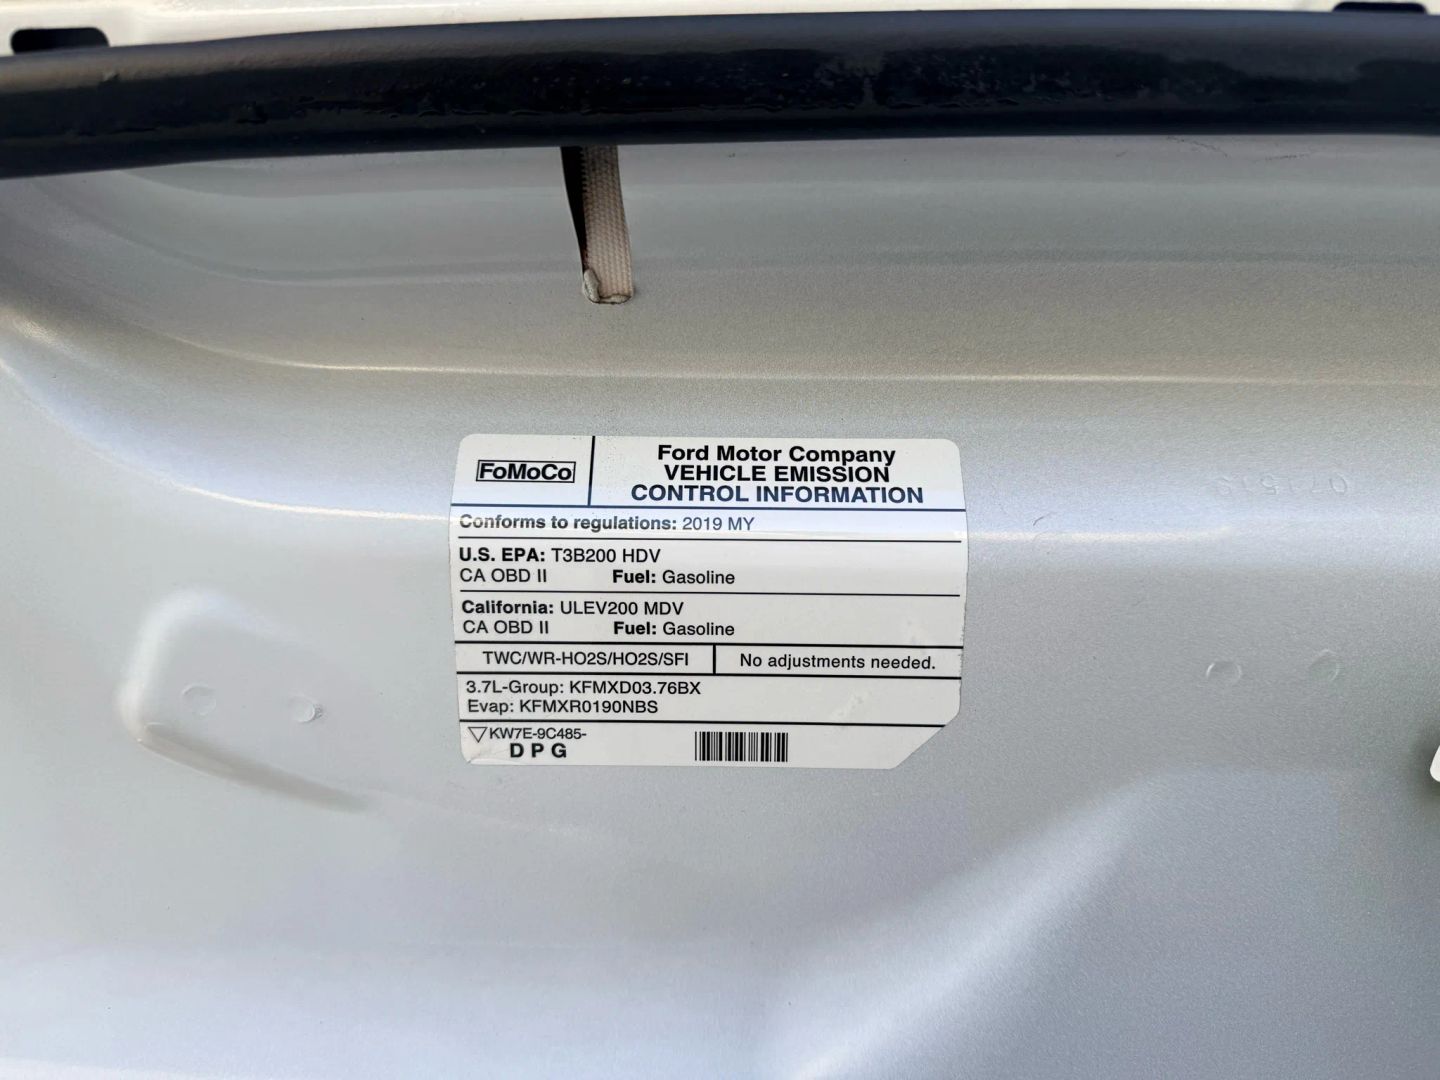 FoMoCo
Ford Motor Company
VEHICLE EMISSION
CONTROL INFORMATION
Conforms to regulations: 2019 MY
U.S. EPA: T3B200 HDV
CA OBD II Fuel: Gasoline
California: ULEV200 MDV
CA OBD II Fuel: Gasoline
TWC/WR-HO2S/HO2S/SFI No adjustments needed.
3.7L-Group: KFMXD03.76BX
Evap: KFMXR0190NBS
KW7E-9C485-
D P G